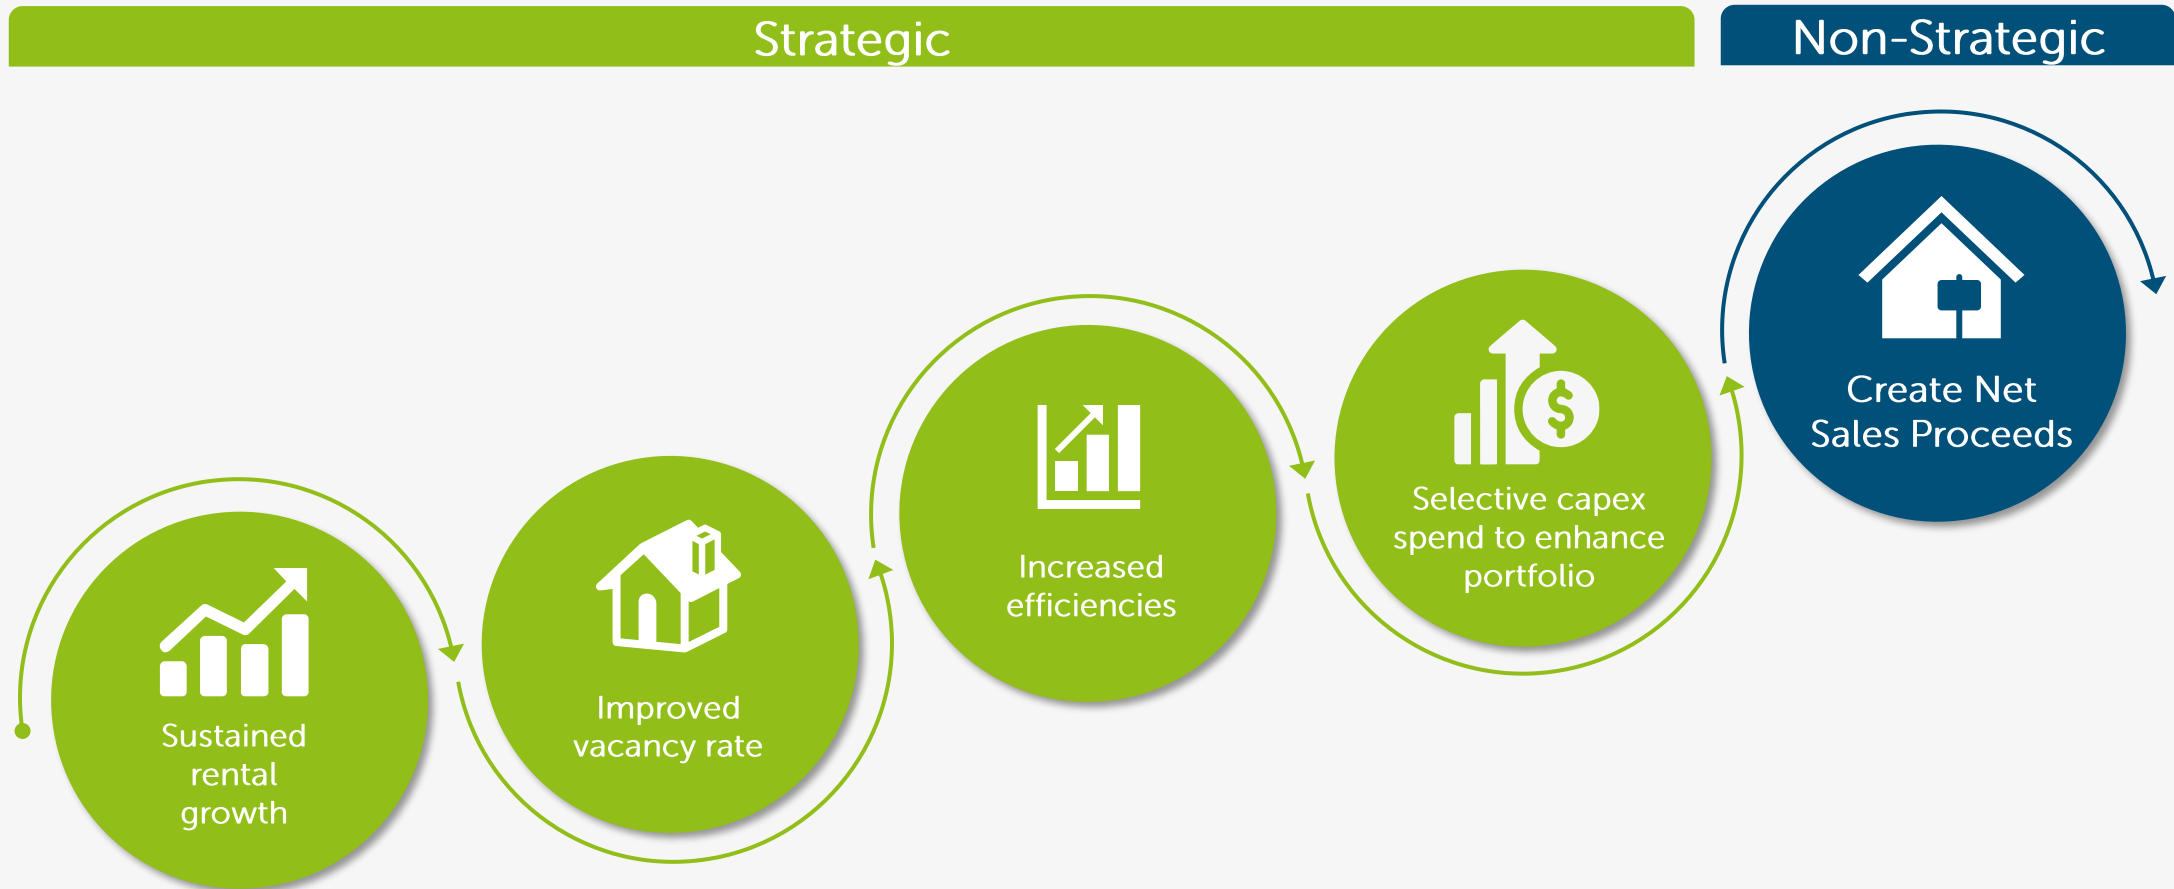 Strategic
Non-Strategic
Sustained
rental
growth
Improved
vacancy rate
Increased
efficiencies
$
Selective capex
spend to enhance
portfolio
Create Net
Sales Proceeds